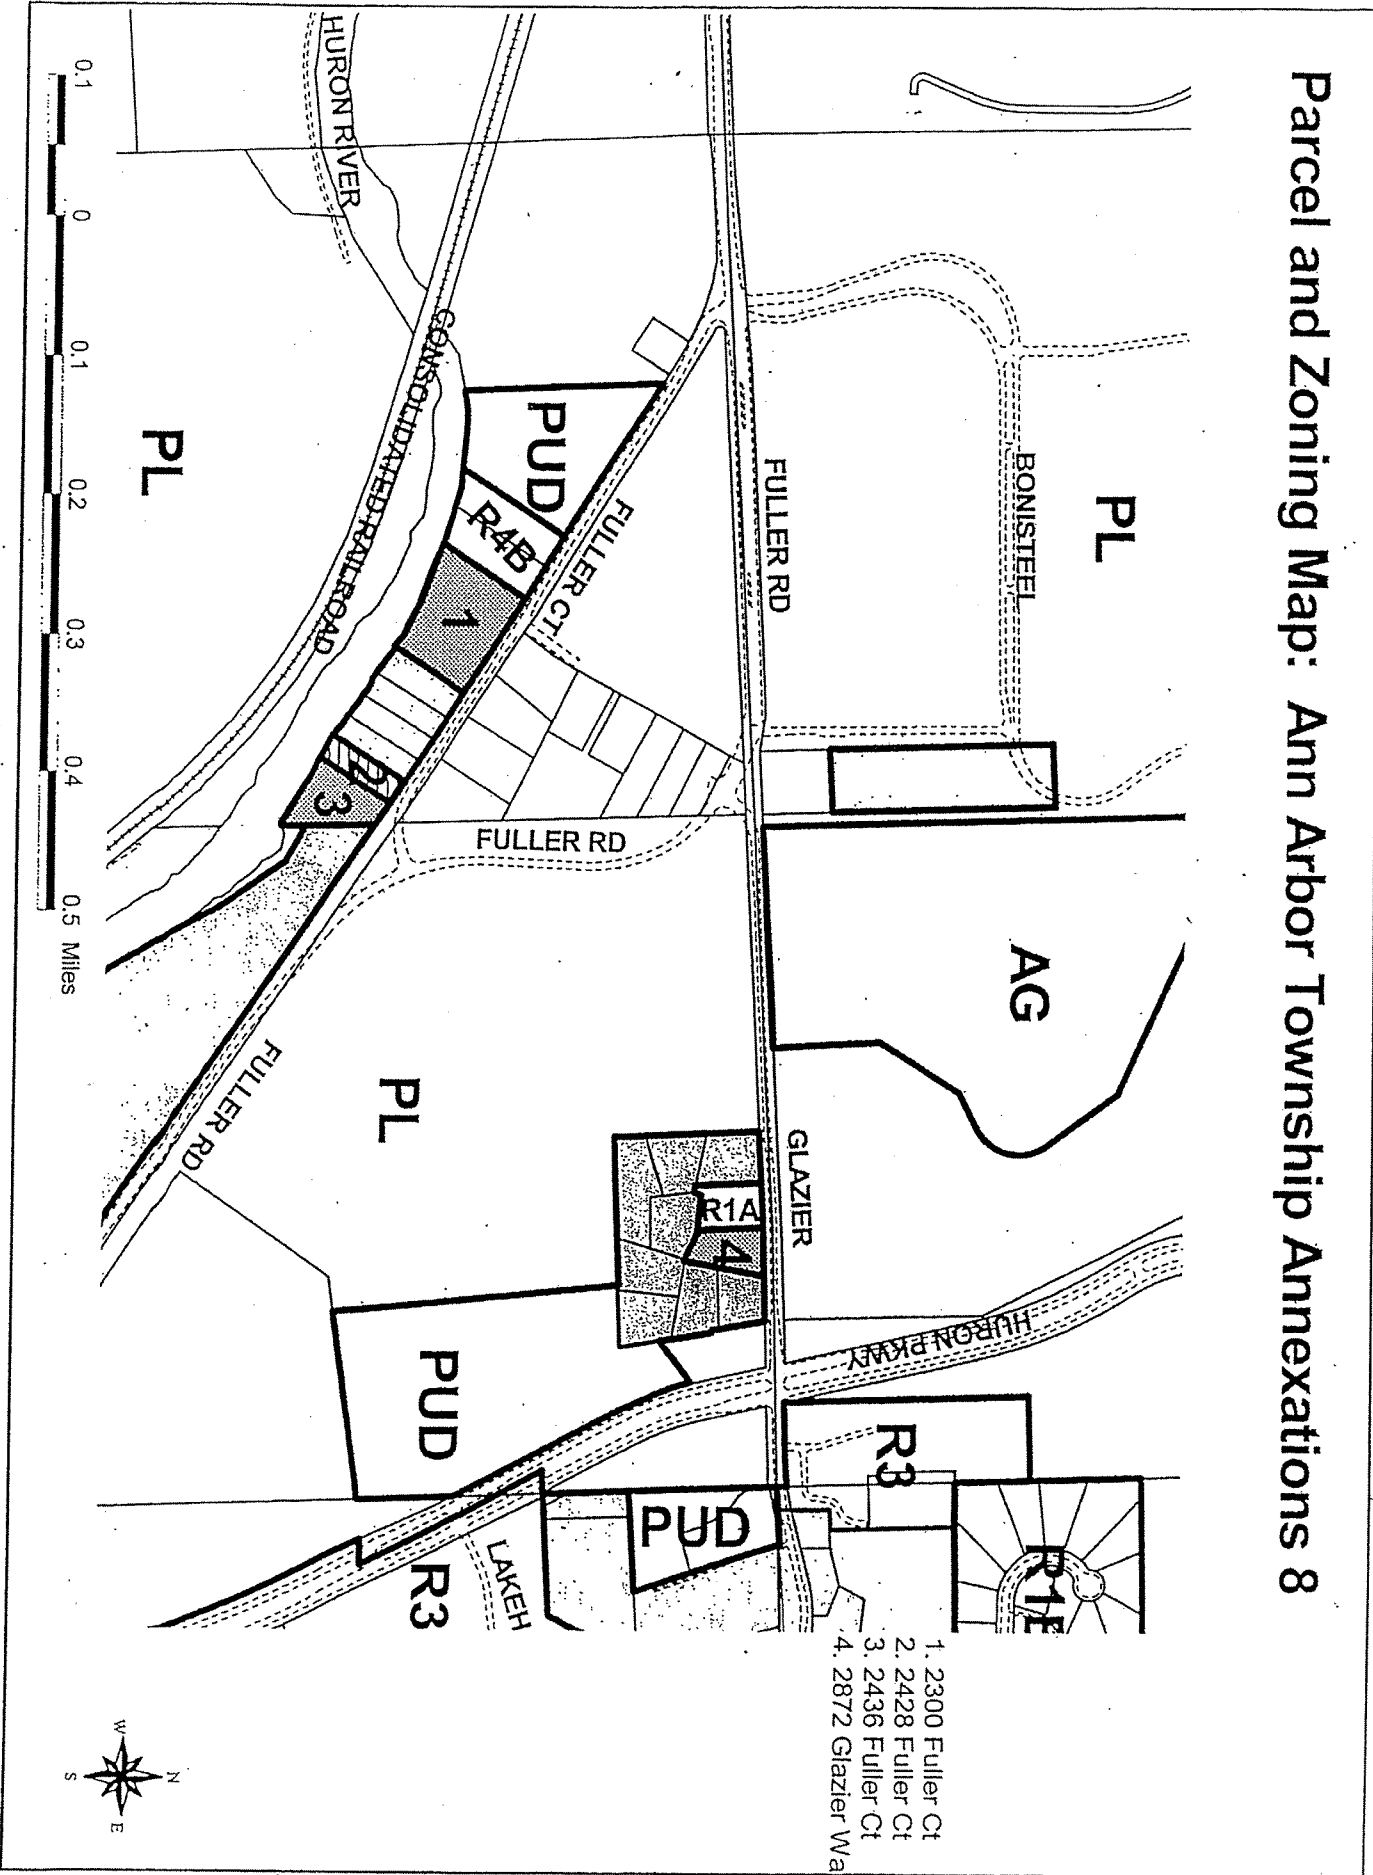 Parcel and Zoning Map: Ann Arbor Township Annexations 8
PL
BONISTEEL
AG
HURON PKWY
R3
R1E
1. 2300 Fuller Ct
2. 2428 Fuller Ct
3. 2436 Fuller Ct
4. 2872 Glazier Wa
FULLER RD
GLAZIER
R1A
4
PUD
FULLER CT
PUD
R4B
1
FULLER RD
PL
PUD
LAKEH
R3
2
3
HURON RIVER
CONSOLIDATED RAILROAD
FULLER RD
PL
0.1 0 0.1 0.2 0.3 0.4 0.5 Miles
N
W
E
S